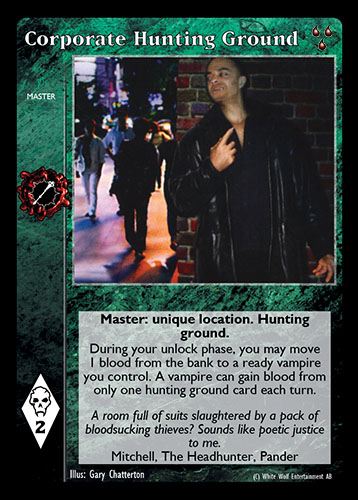 Corporate Hunting Ground
MASTER
Master: unique location. Hunting
ground.
During your unlock phase, you may move
1 blood from the bank to a ready vampire
you control. A vampire can gain blood from
only one hunting ground card each turn.
A room full of suits slaughtered by a pack of
bloodsucking thieves? Sounds like poetic justice
to me.
Mitchell, The Headhunter, Pander
2
Illus: Gary Chatterton
(C) White Wolf Entertainment AB